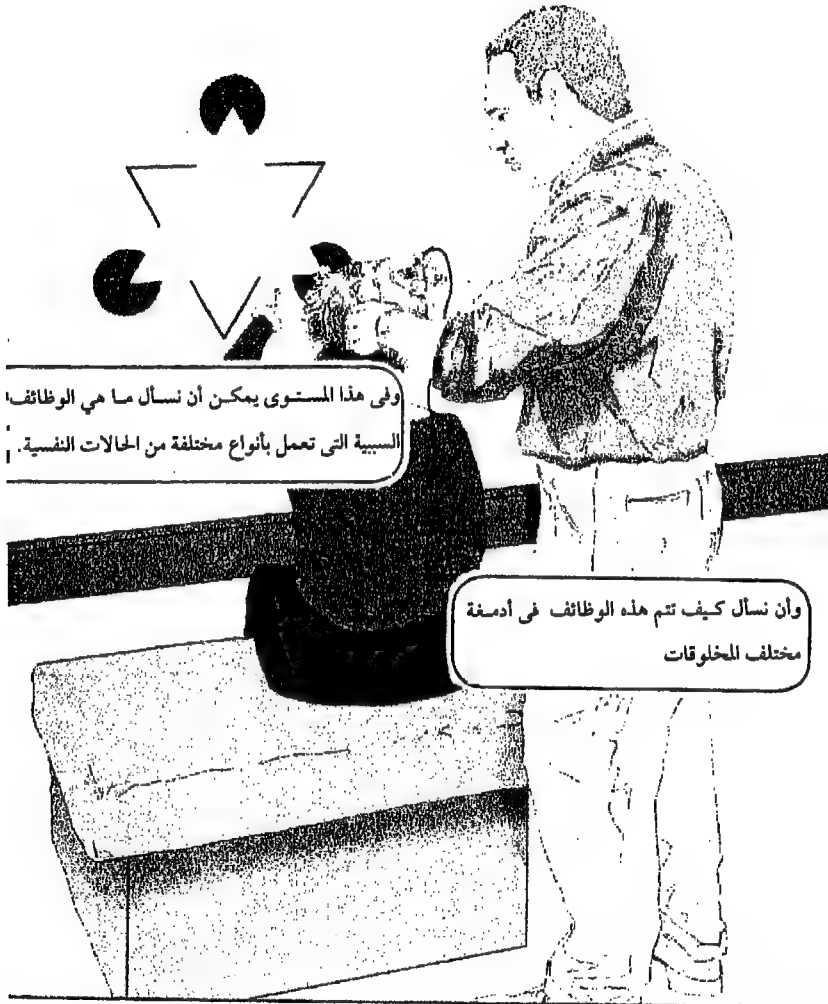 وفى هذا المستوى يمكن أن نسأل ما هي الوظائف
السببية التى تعمل بأنواع مختلفة من الحالات النفسية.
وأن نسأل كيف تتم هذه الوظائف فى أدمغة
مختلف المخلوقات